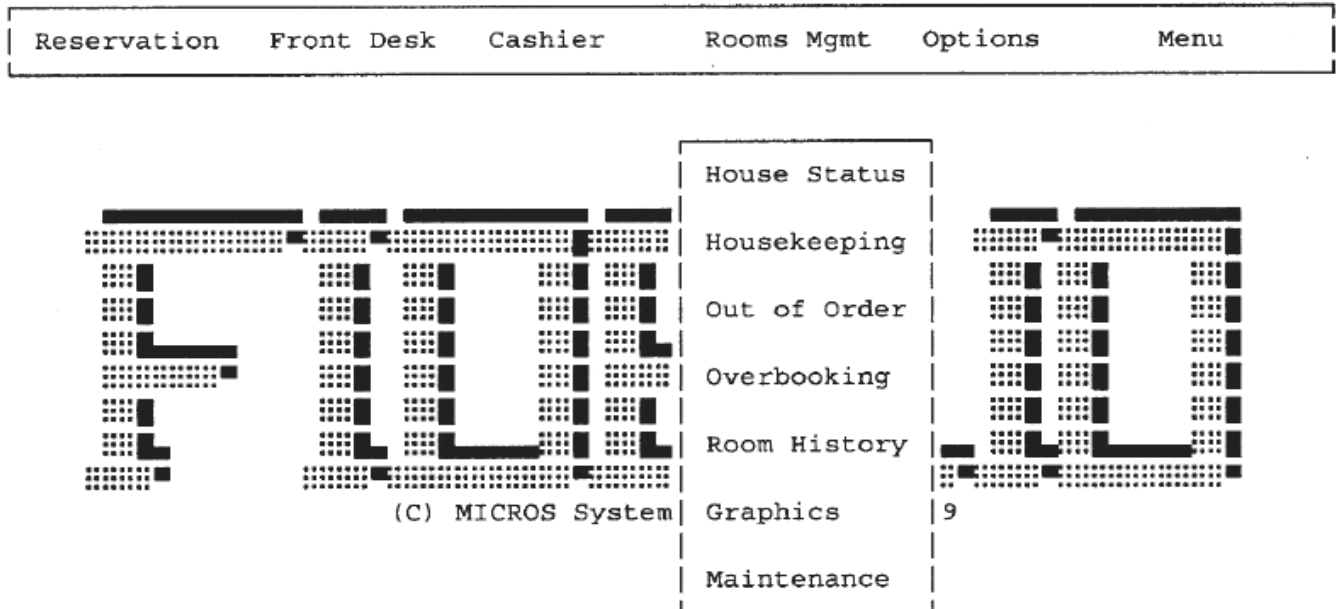 Reservation Front Desk Cashier Rooms Mgmt Options Menu
House Status
Housekeeping
Out of Order
Overbooking
Room History
(C) MICROS System Graphics 9
Maintenance